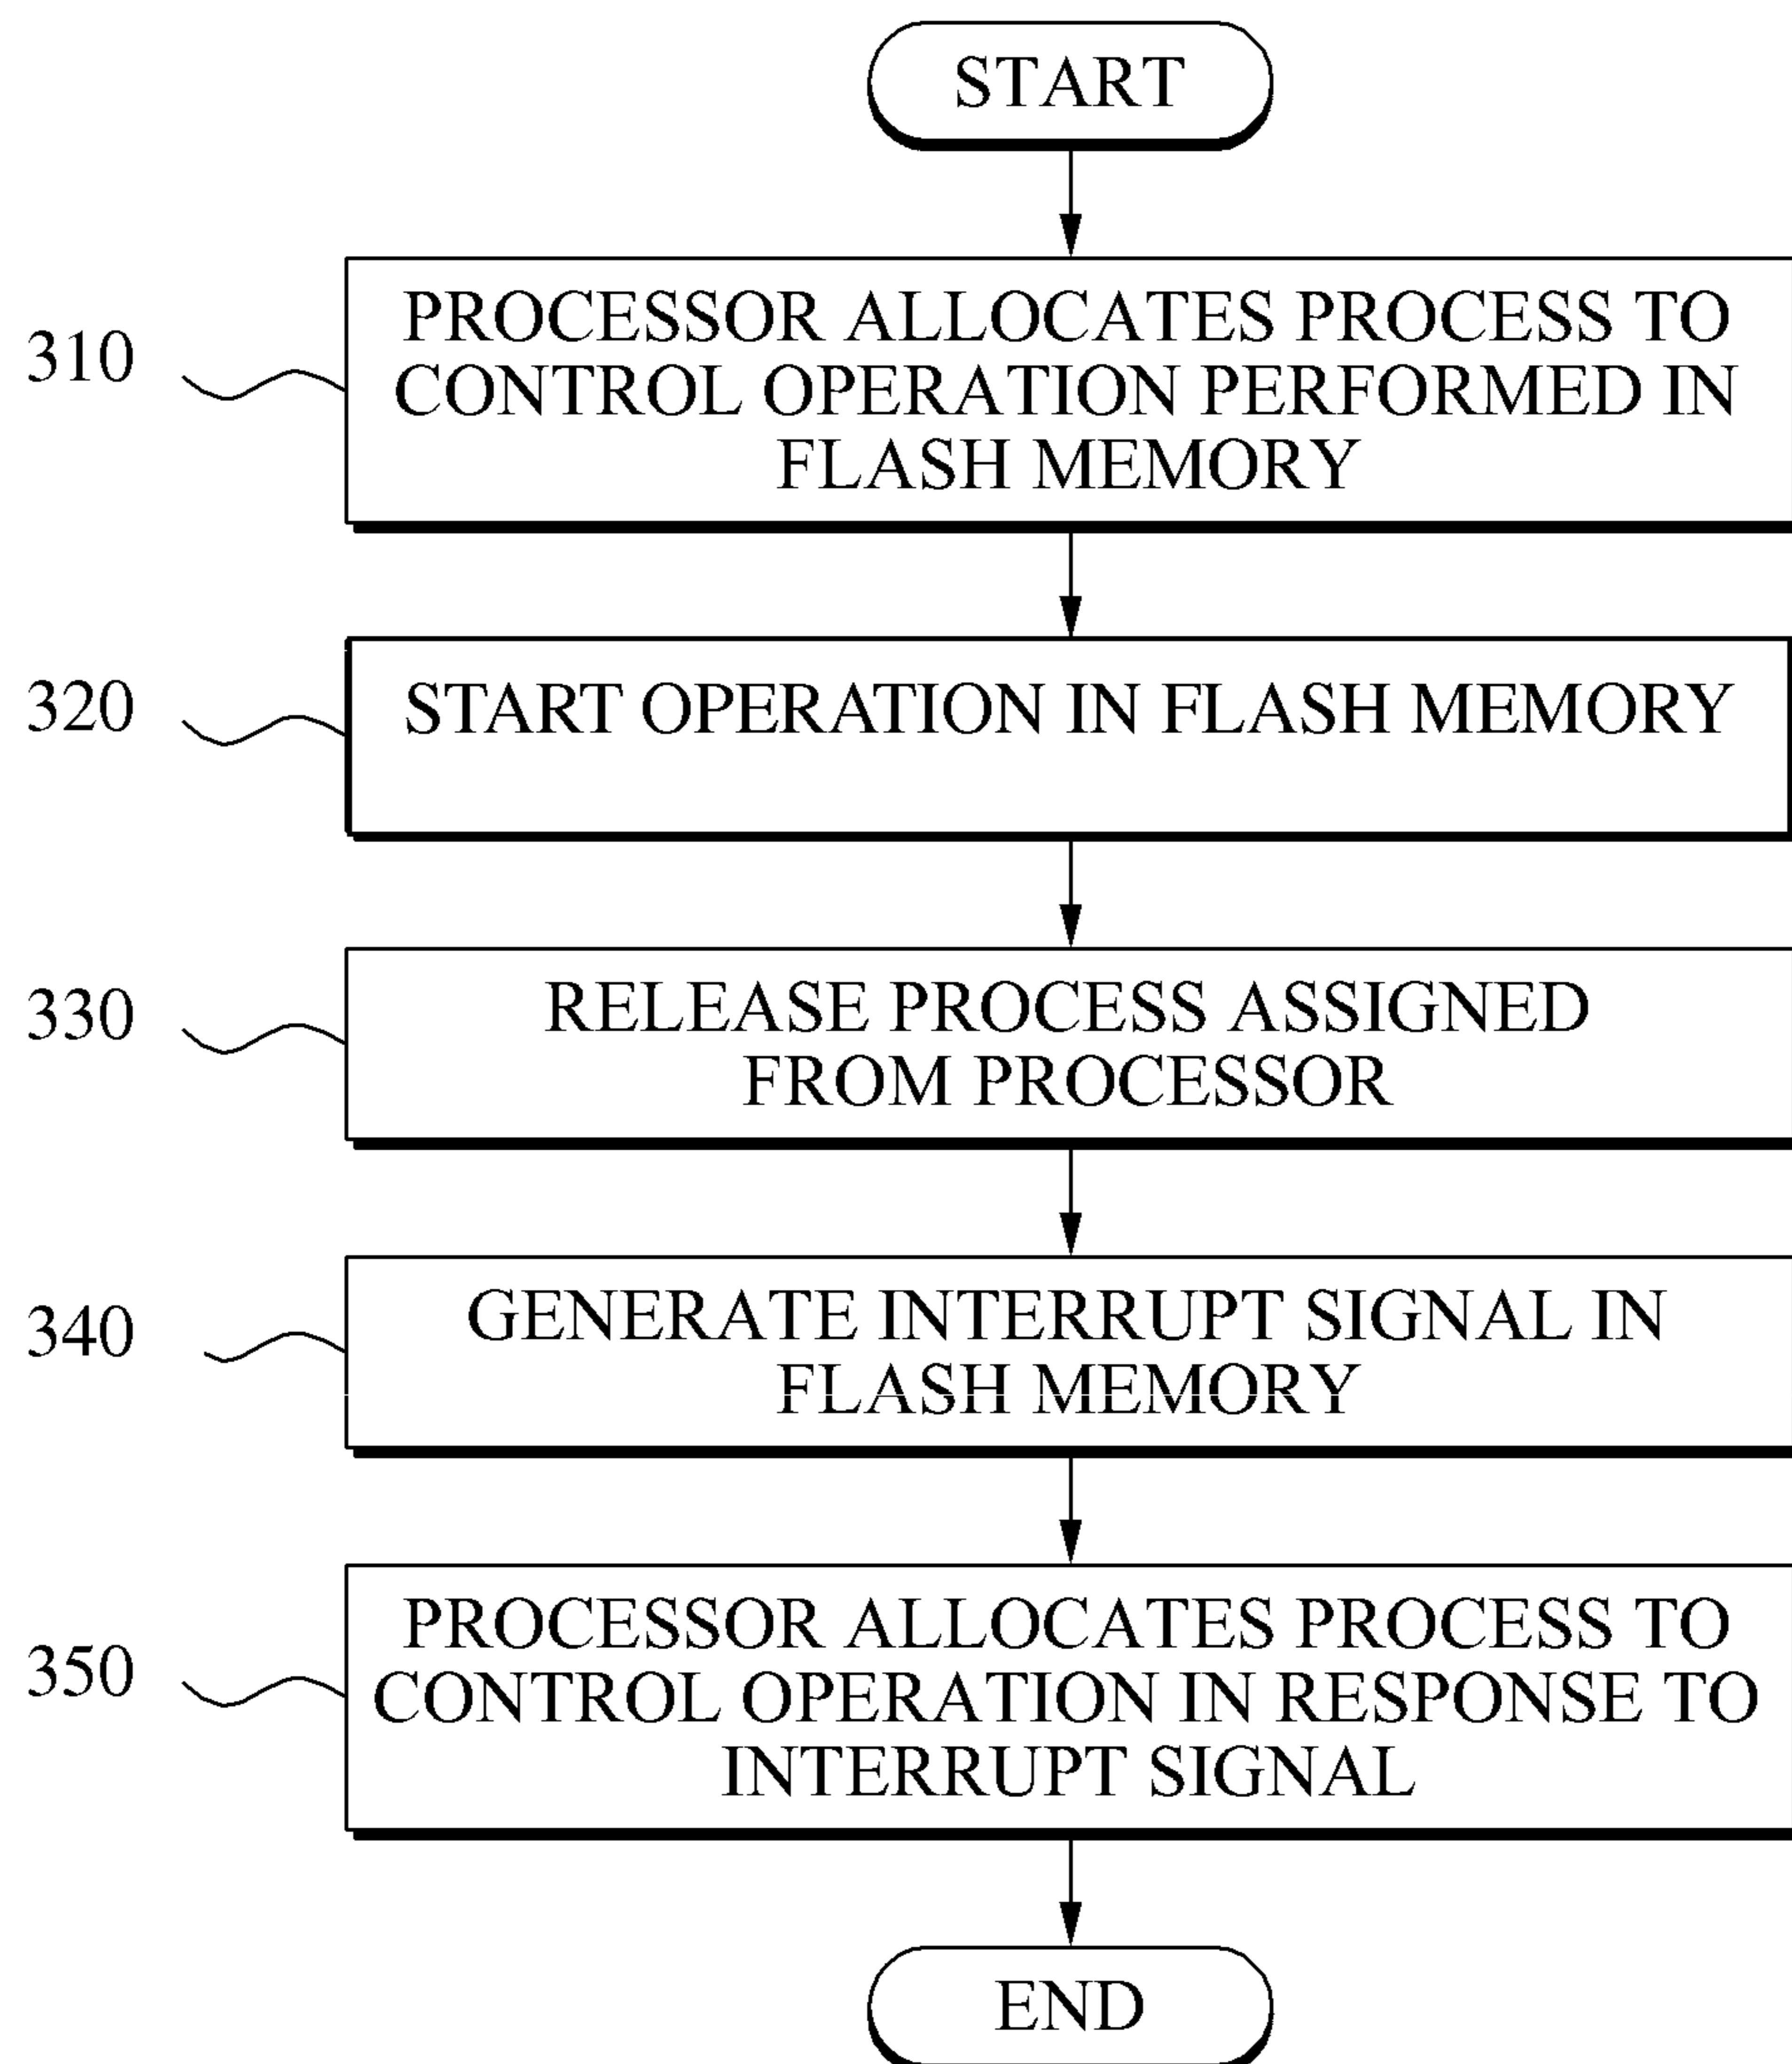 START
310
PROCESSOR ALLOCATES PROCESS TO
CONTROL OPERATION PERFORMED IN
FLASH MEMORY
320
START OPERATION IN FLASH MEMORY
330
RELEASE PROCESS ASSIGNED
FROM PROCESSOR
340
GENERATE INTERRUPT SIGNAL IN
FLASH MEMORY
350
PROCESSOR ALLOCATES PROCESS TO
CONTROL OPERATION IN RESPONSE TO
INTERRUPT SIGNAL
END